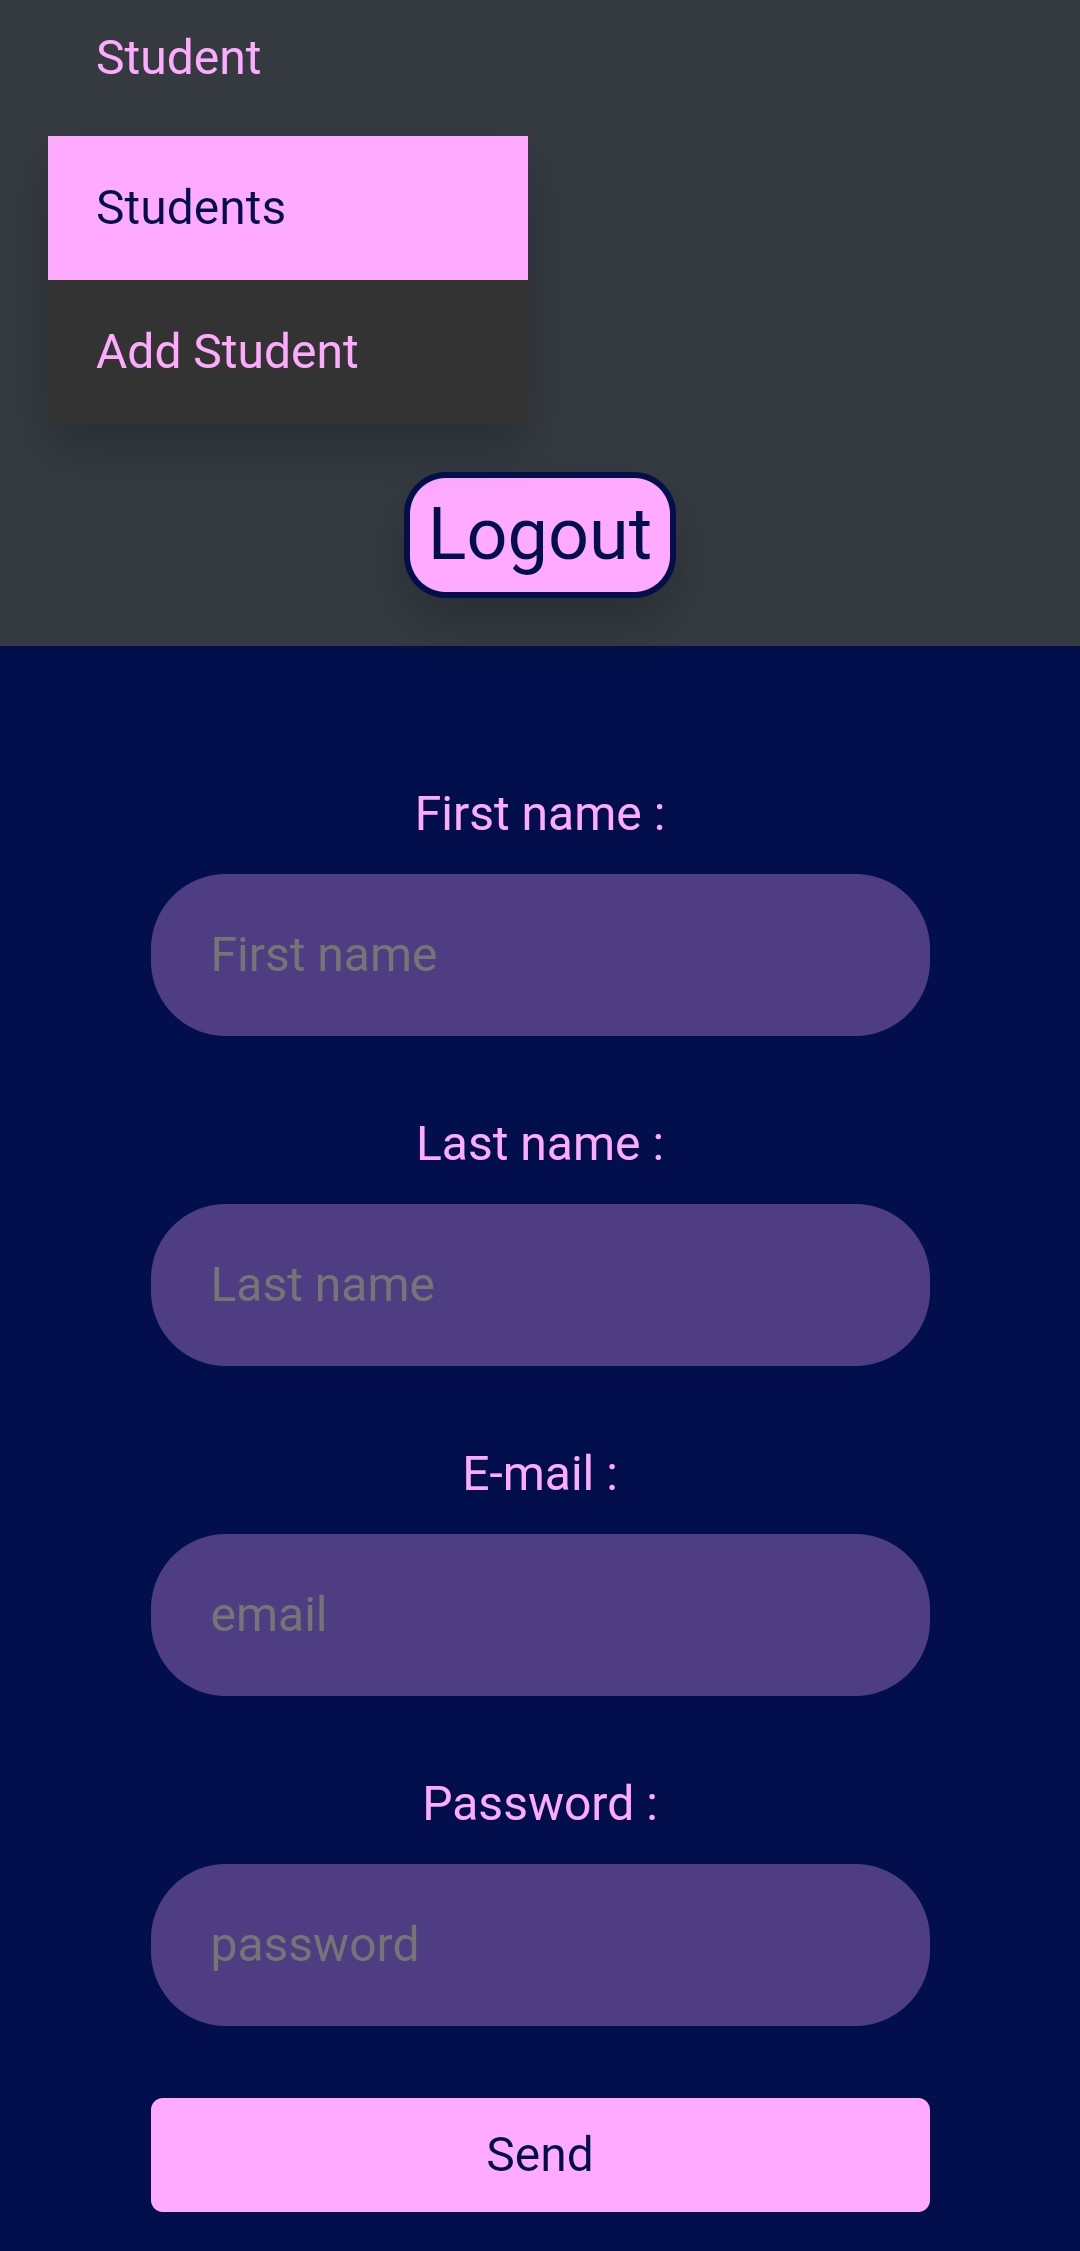 Student
Students
Add Student
Logout
First name :
First name
Last name :
Last name
E-mail :
email
Password :
password
Send